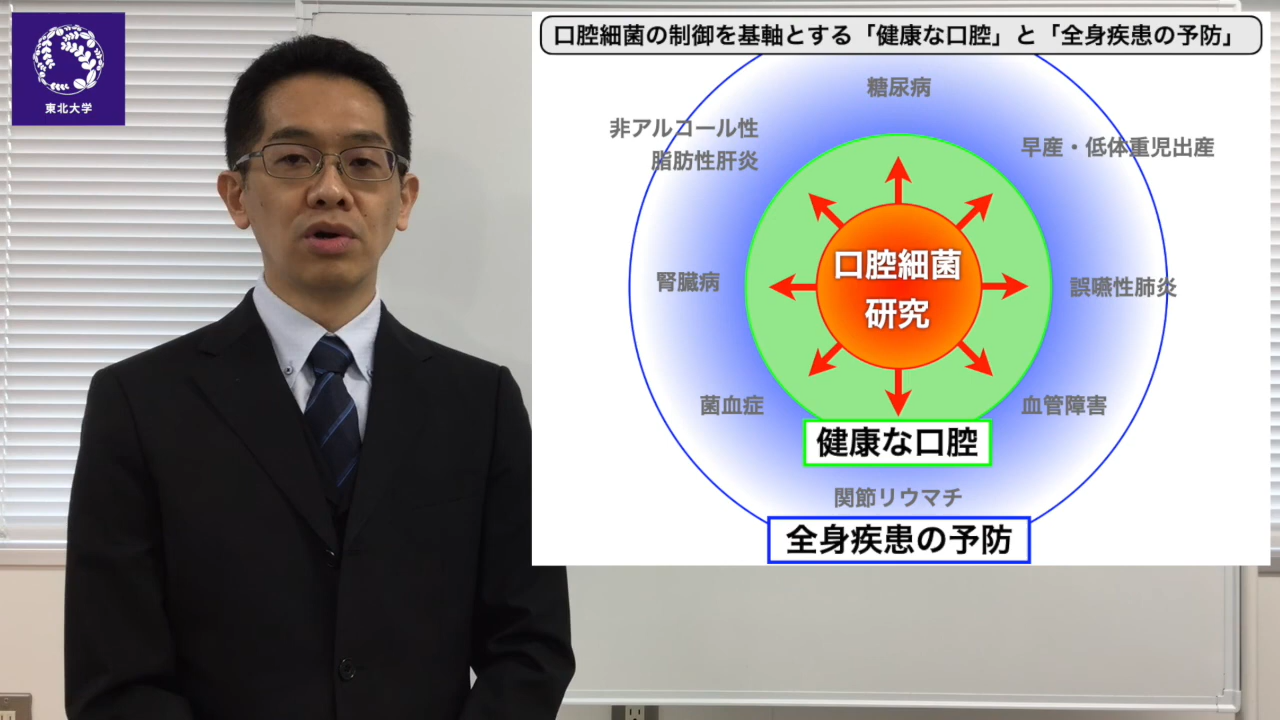 東北大学
口腔細菌の制御を基軸とする「健康な口腔」と「全身疾患の予防」
糖尿病
非アルコール性
脂肪性肝炎
早産・低体重児出産
口腔細菌
研究
腎臓病
誤嚥性肺炎
菌血症
血管障害
健康な口腔
関節リウマチ
全身疾患の予防